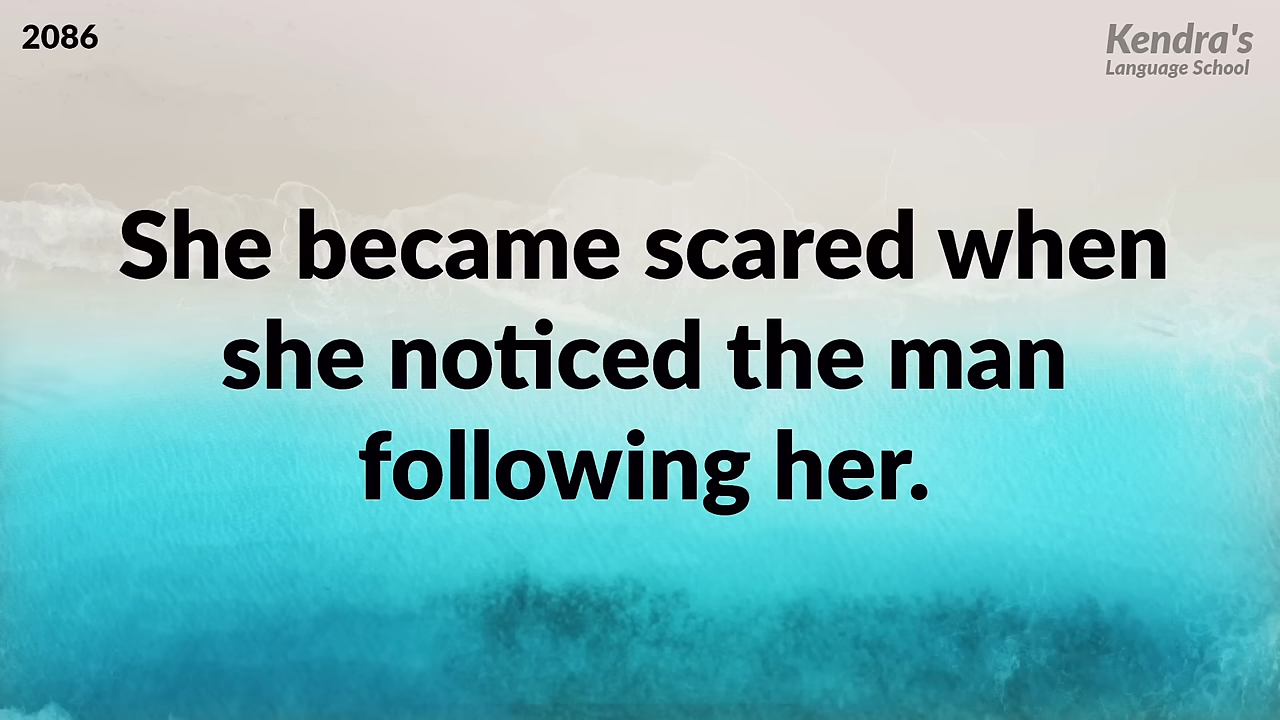 2086
Kendra's
Language School
She became scared when
she noticed the man
following her.